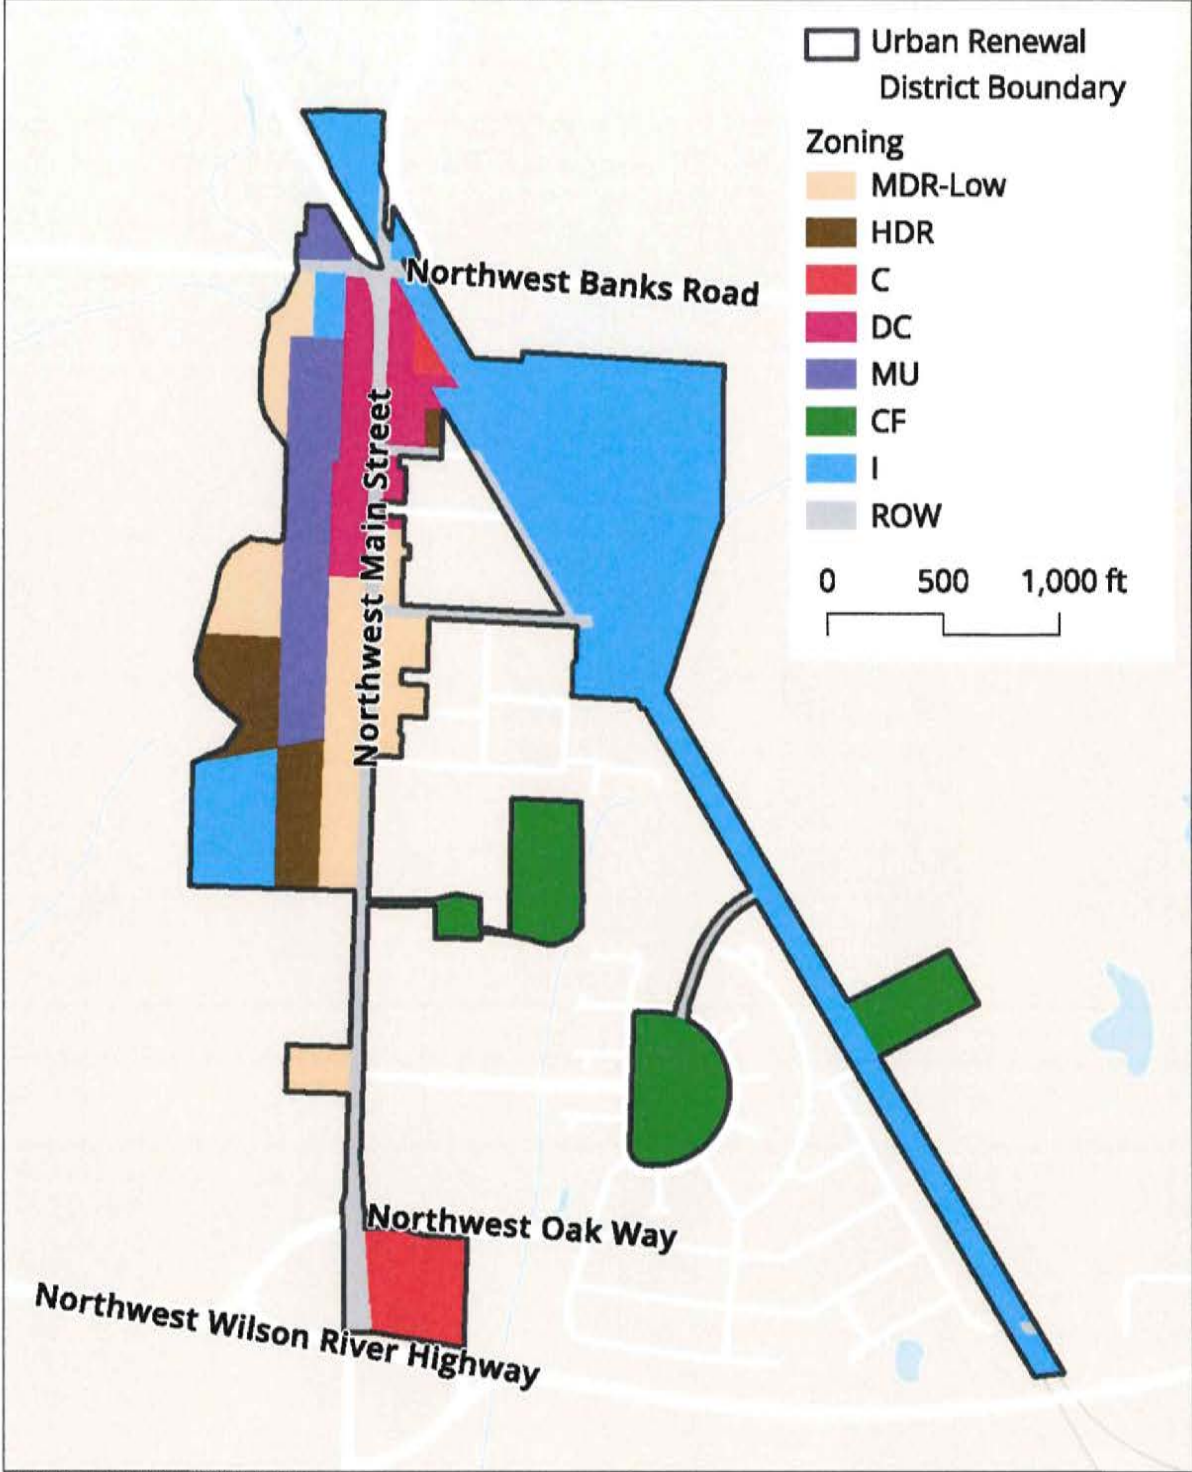 Urban Renewal
District Boundary
Zoning
MDR-Low
HDR
C
DC
MU
CF
I
ROW
0 500 1,000 ft
Northwest Banks Road
Northwest Main Street
Northwest Oak Way
Northwest Wilson River Highway